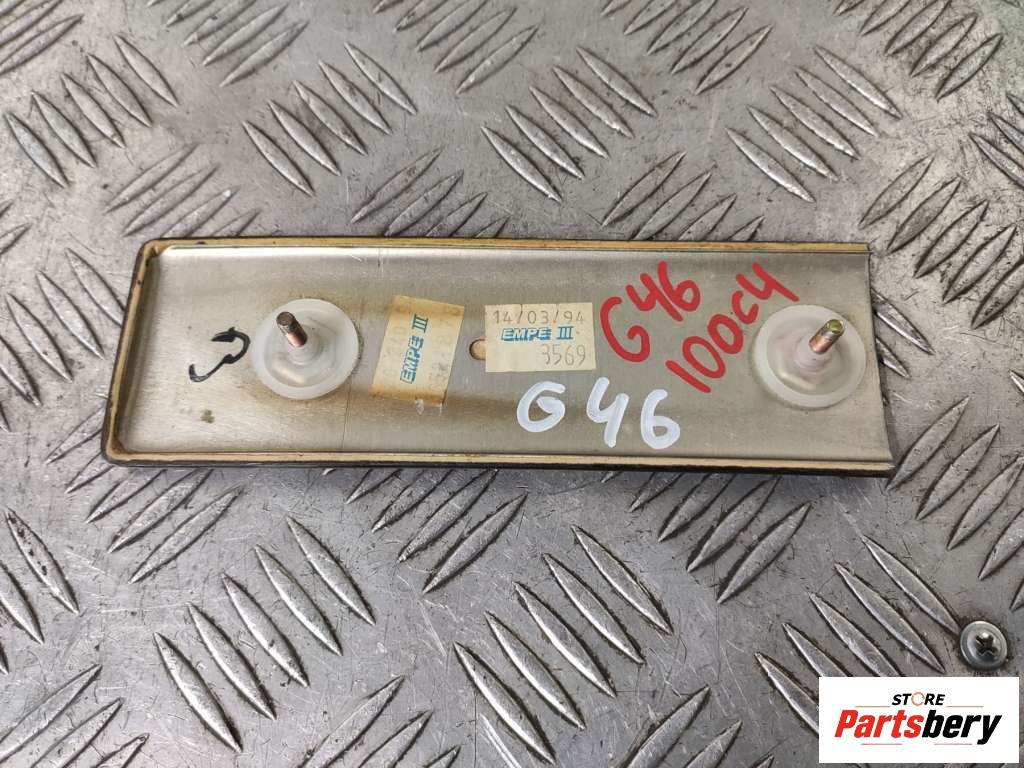 14/03/94
EMPE III
3569
EMPE III
G46
100C4
G46
STORE
Partsbery